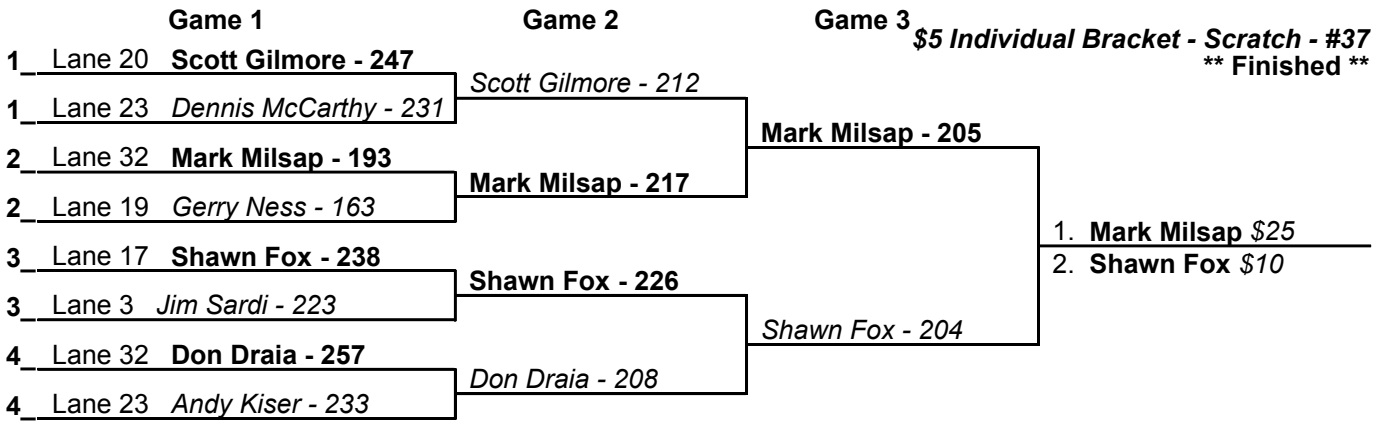 Game 1 Game 2 Game 3
$5 Individual Bracket - Scratch - #37
** Finished **
1_ Lane 20 Scott Gilmore - 247
Scott Gilmore - 212
1_ Lane 23 Dennis McCarthy - 231
Mark Milsap - 205
2_ Lane 32 Mark Milsap - 193
Mark Milsap - 217
2_ Lane 19 Gerry Ness - 163
1. Mark Milsap $25
3_ Lane 17 Shawn Fox - 238
2. Shawn Fox $10
Shawn Fox - 226
3_ Lane 3 Jim Sardi - 223
Shawn Fox - 204
4_ Lane 32 Don Draia - 257
Don Draia - 208
4_ Lane 23 Andy Kiser - 233